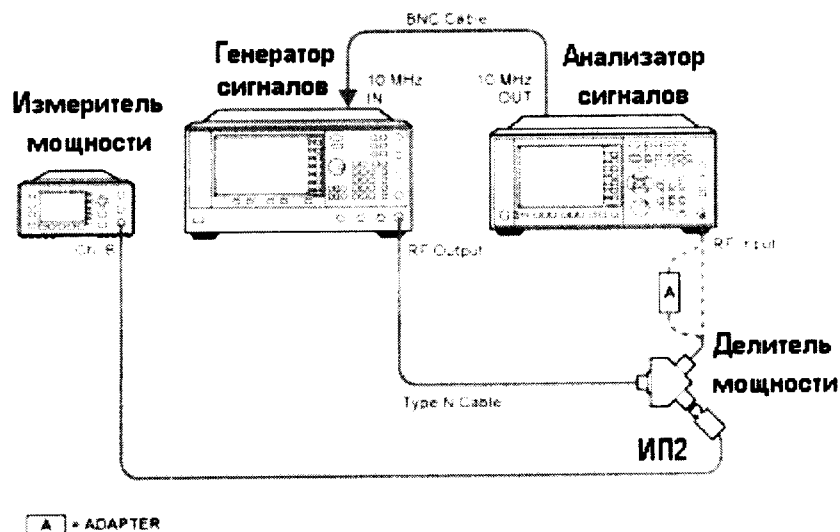 BNC Cable
Генератор
сигналов
10 MHz
IN
10 MHz
OUT
Анализатор
сигналов
Измеритель
мощности
Ch B
RF Output
RF Input
A
Делитель
мощности
Type N Cable
ИП2
A = ADAPTER